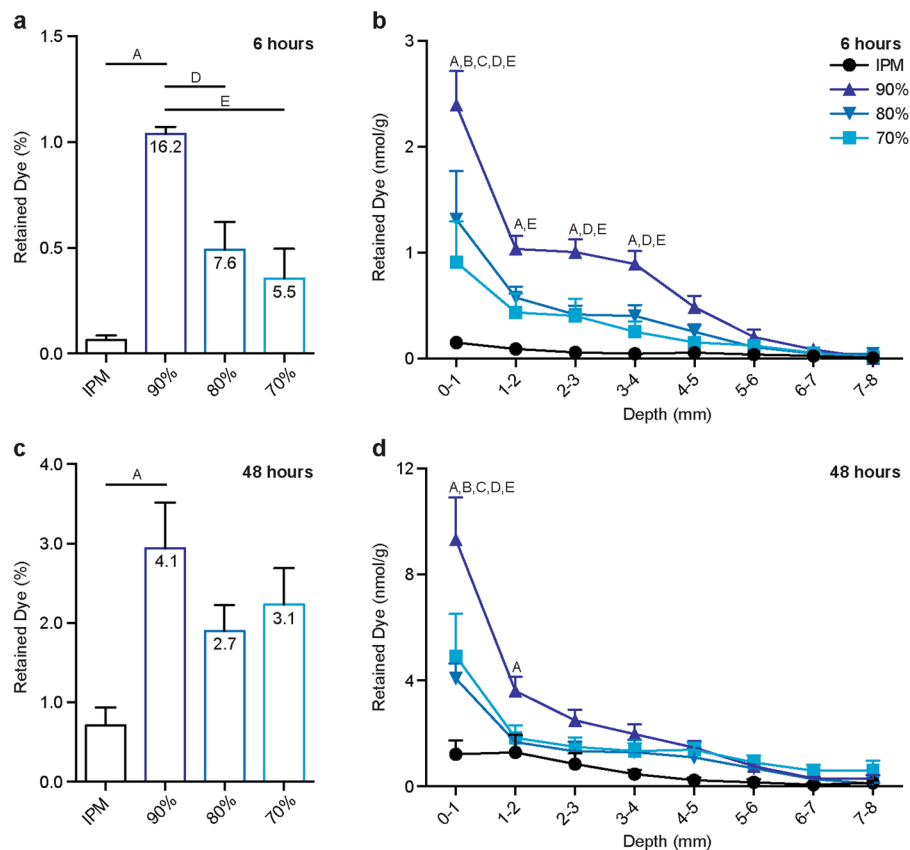 a
6 hours
Retained Dye (%)
1.5
1.0
0.5
0.0
A
D
E
16.2
7.6
5.5
IPM
90%
80%
70%
b
6 hours
IPM
90%
80%
70%
Retained Dye (nmol/g)
3
2
1
0
A,B,C,D,E
A,E
A,D,E
A,D,E
0-1
1-2
2-3
3-4
4-5
5-6
6-7
7-8
Depth (mm)
c
48 hours
Retained Dye (%)
4.0
3.0
2.0
1.0
0.0
A
4.1
2.7
3.1
IPM
90%
80%
70%
d
48 hours
Retained Dye (nmol/g)
12
8
4
0
A,B,C,D,E
A
0-1
1-2
2-3
3-4
4-5
5-6
6-7
7-8
Depth (mm)